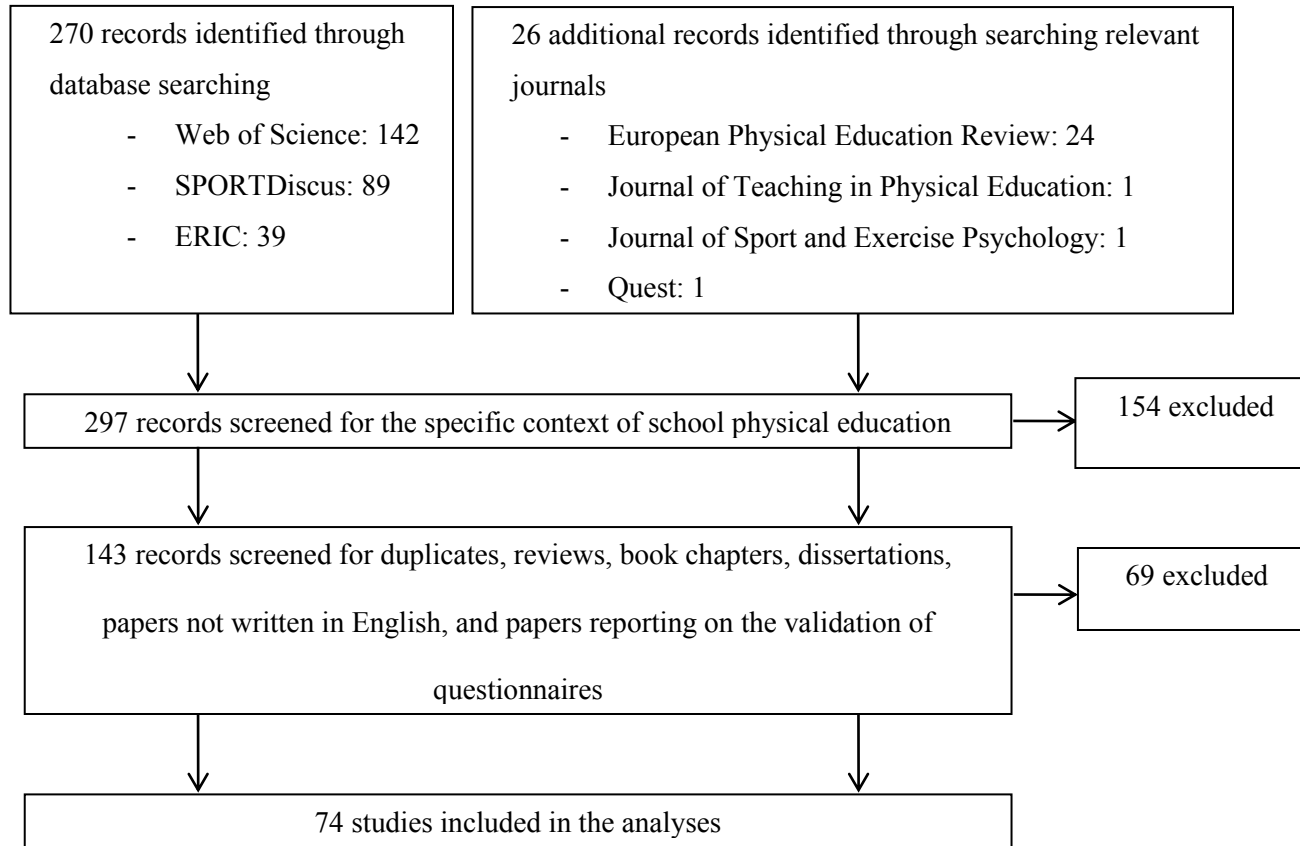 270 records identified through
database searching
- Web of Science: 142
- SPORTDiscus: 89
- ERIC: 39
26 additional records identified through searching relevant
journals
- European Physical Education Review: 24
- Journal of Teaching in Physical Education: 1
- Journal of Sport and Exercise Psychology: 1
- Quest: 1
297 records screened for the specific context of school physical education
154 excluded
143 records screened for duplicates, reviews, book chapters, dissertations,
papers not written in English, and papers reporting on the validation of
questionnaires
69 excluded
74 studies included in the analyses